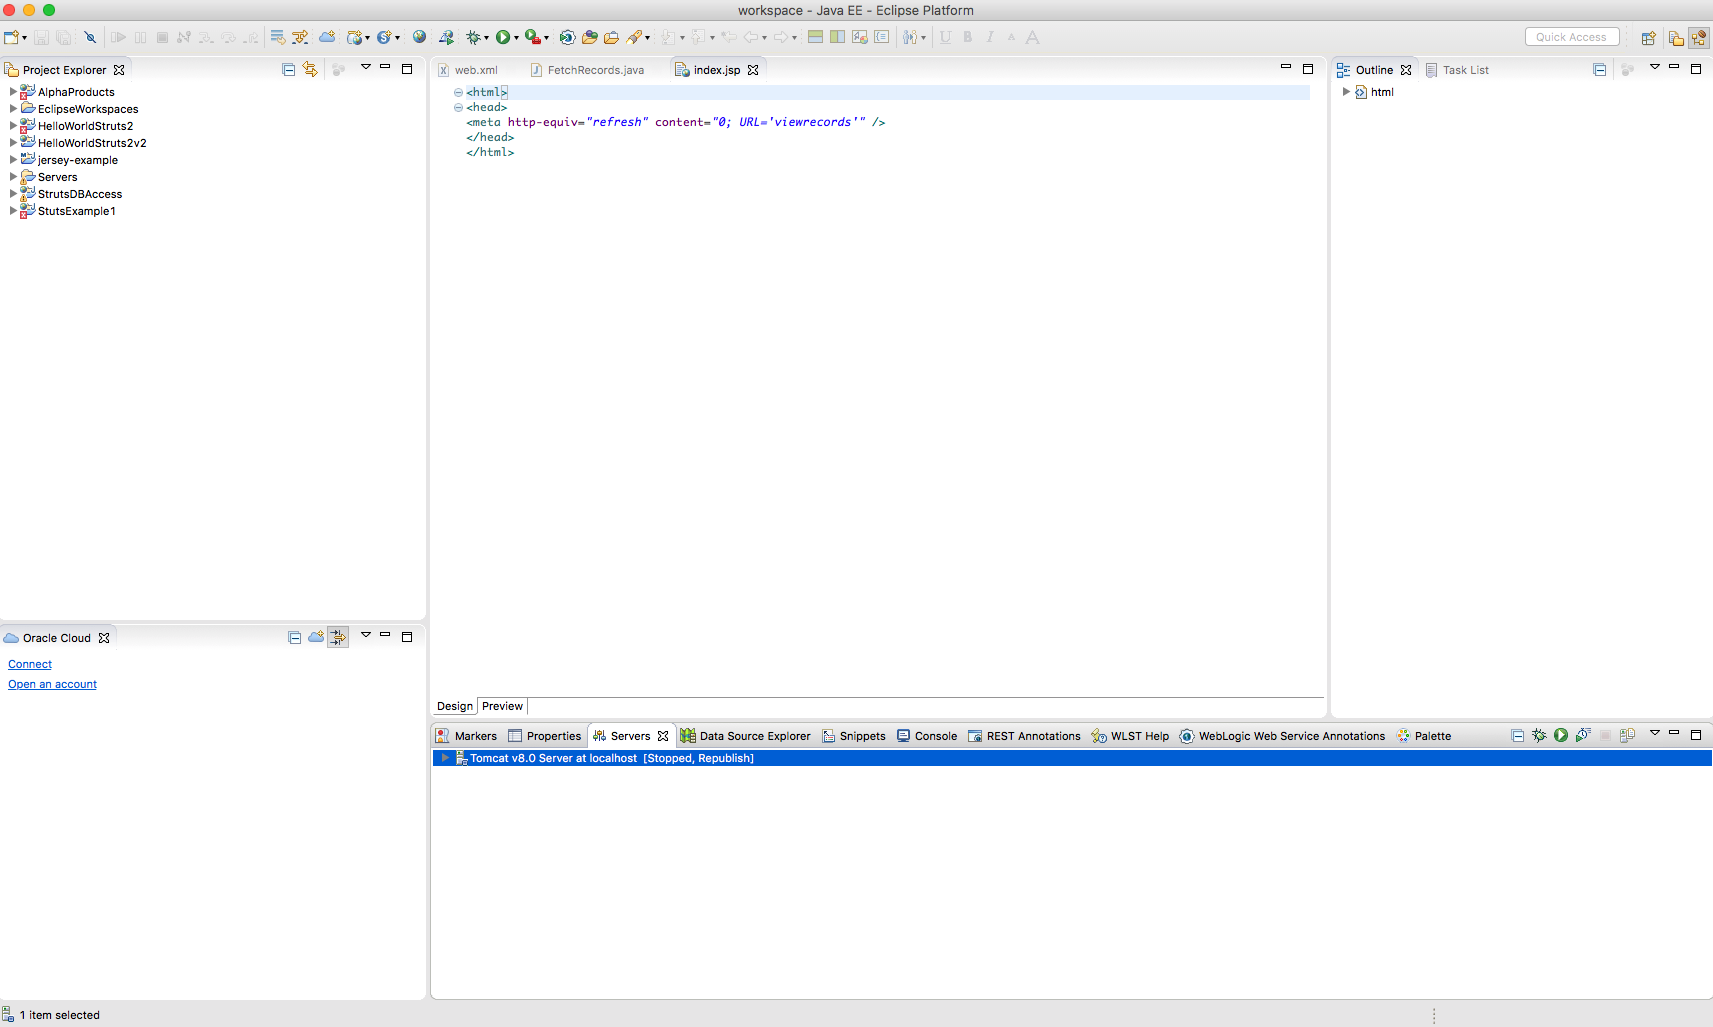 workspace - Java EE - Eclipse Platform
Quick Access
Project Explorer
AlphaProducts
EclipseWorkspaces
HelloWorldStruts2
HelloWorldStruts2v2
jersey-example
Servers
StrutsDBAccess
StutsExample1
web.xml
FetchRecords.java
index.jsp
<html>
<head>
<meta http-equiv="refresh" content="0; URL='viewrecords'" />
</head>
</html>
Design
Preview
Outline
Task List
html
Oracle Cloud
Connect
Open an account
Markers
Properties
Servers
Data Source Explorer
Snippets
Console
REST Annotations
WLST Help
WebLogic Web Service Annotations
Palette
Tomcat v8.0 Server at localhost [Stopped, Republish]
1 item selected